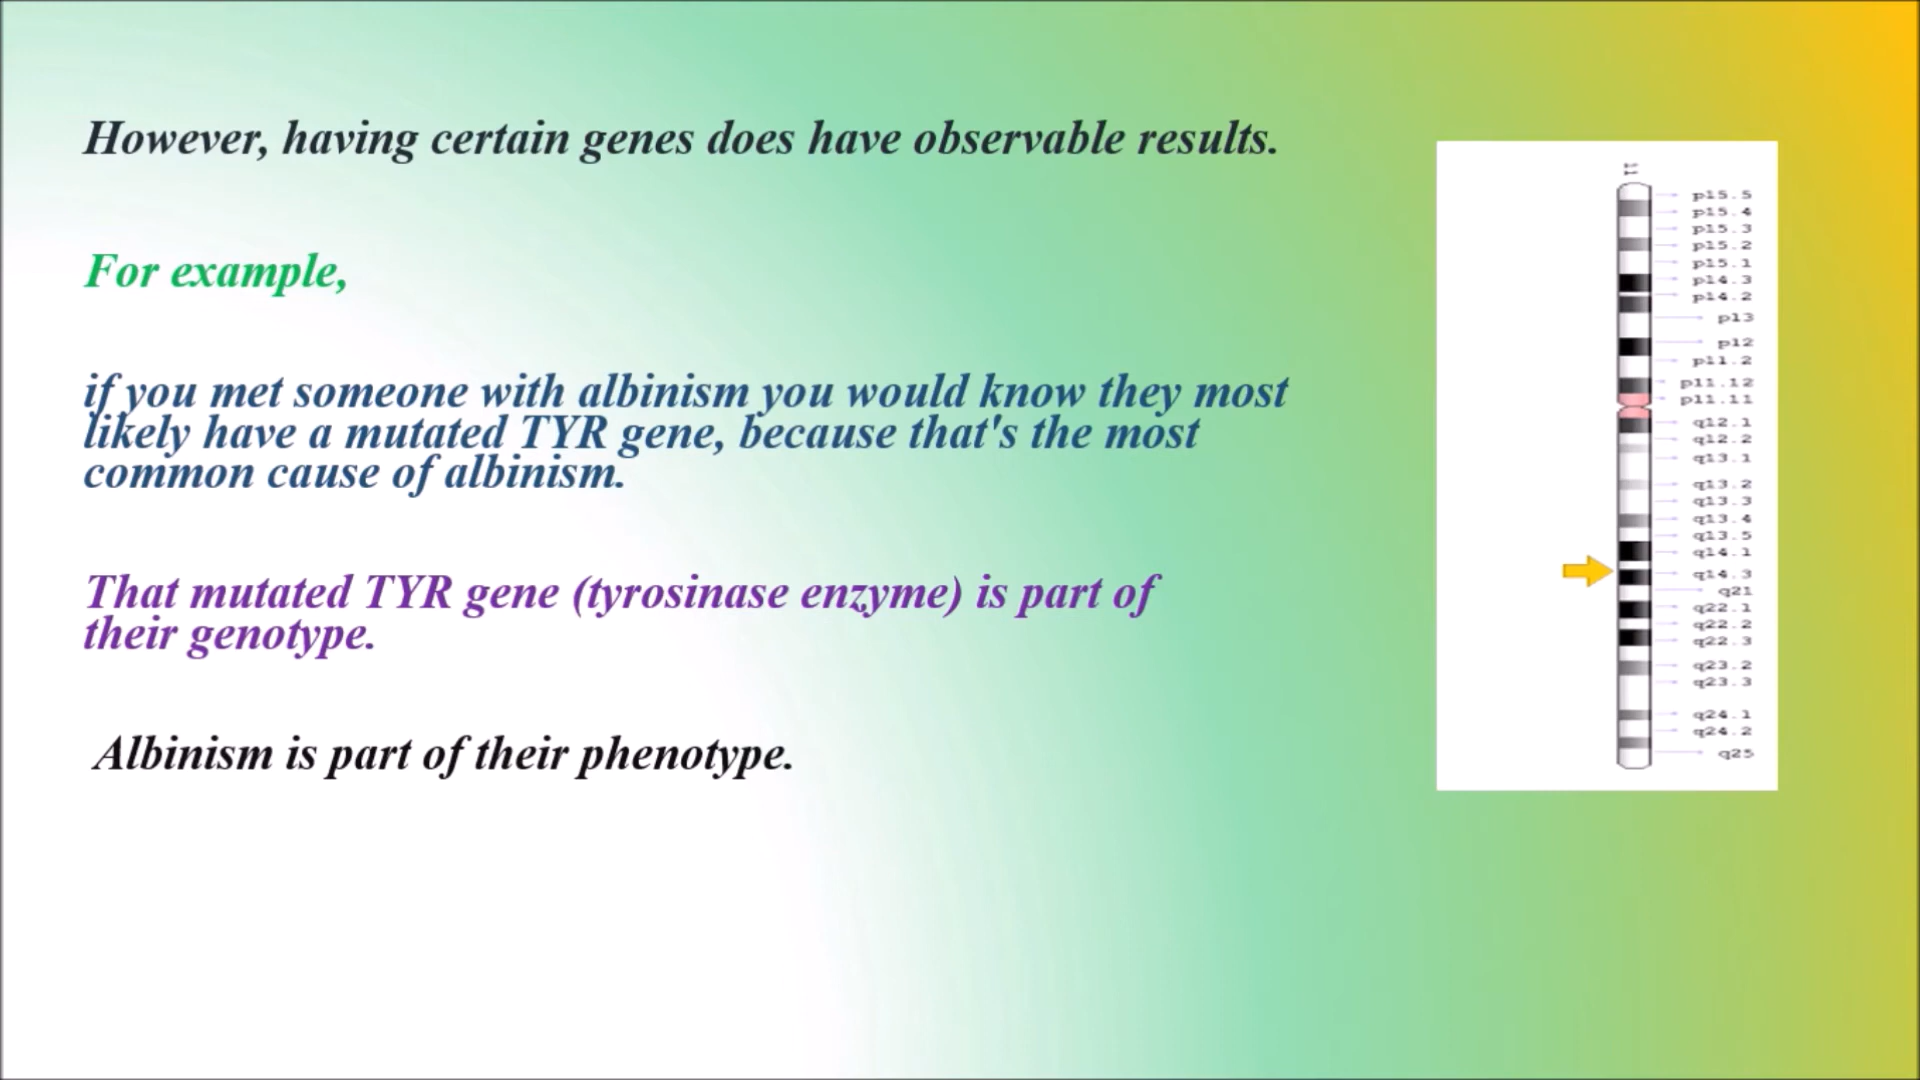 However, having certain genes does have observable results.
For example,
if you met someone with albinism you would know they most
likely have a mutated TYR gene, because that's the most
common cause of albinism.
That mutated TYR gene (tyrosinase enzyme) is part of
their genotype.
Albinism is part of their phenotype.
11
p15.5
p15.4
p15.3
p15.2
p15.1
p14.3
p14.2
p13
p12
p11.2
p11.12
p11.11
q12.1
q12.2
q13.1
q13.2
q13.3
q13.4
q13.5
q14.1
q14.3
q21
q22.1
q22.2
q22.3
q23.2
q23.3
q24.1
q24.2
q25